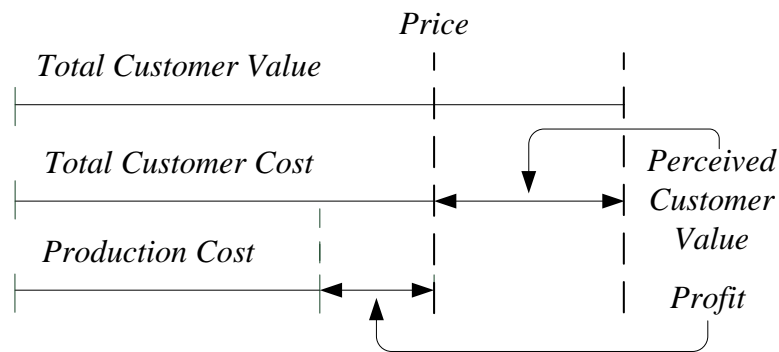 Price
Total Customer Value
Total Customer Cost
Perceived
Customer
Value
Production Cost
Profit